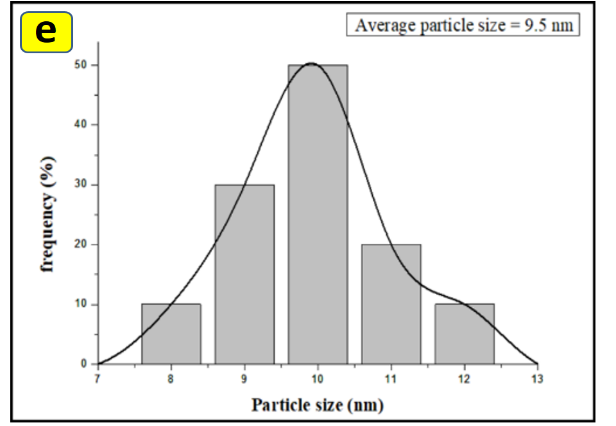 e
Average particle size = 9.5 nm
frequency (%)
50
40
30
20
10
0
7 8 9 10 11 12 13
Particle size (nm)